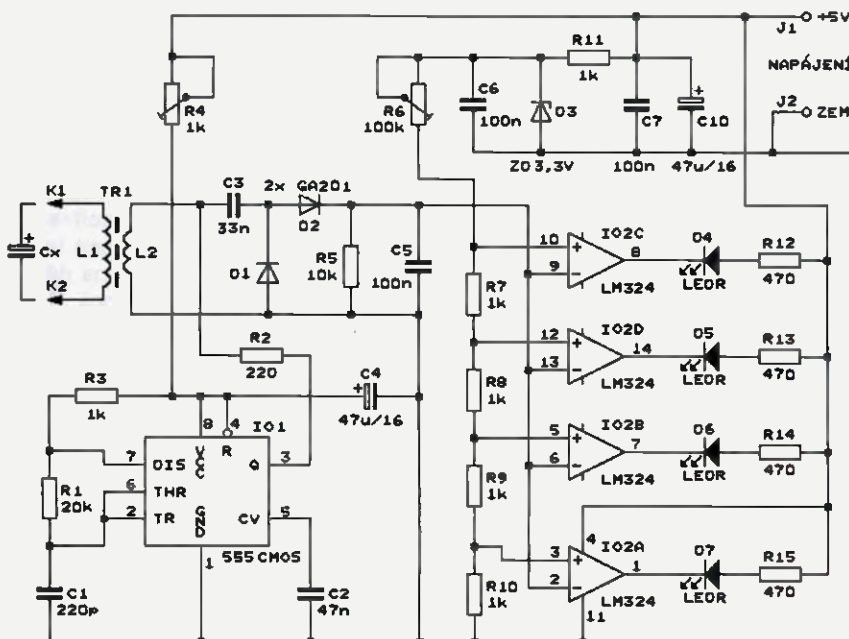 J1
+5V
R4
1k
R6
100k
C6
100n
D3
ZD3,3V
R11
1k
C7
100n
C10
+
47u/16
NAPÁJENÍ
J2
ZEM
K1
TR1
+
Cx
L1
L2
K2
C3
33n
2x GA201
D2
D1
R5
10k
C5
100n
R2
220
R3
1k
C4
+
47u/16
R1
20k
C1
220p
7
6
2
8
4
IO1
DIS
THR
TR
VCC
R
Q
3
GND
CV
5
1
555CMOS
C2
47n
R7
1k
R8
1k
R9
1k
R10
1k
10
+
9
-
IO2C
8
LM324
D4
LEDR
R12
470
12
+
13
-
IO2D
14
LM324
D5
LEDR
R13
470
5
+
6
-
IO2B
7
LM324
D6
LEDR
R14
470
3
+
2
-
4
IO2A
1
LM324
11
D7
LEDR
R15
470